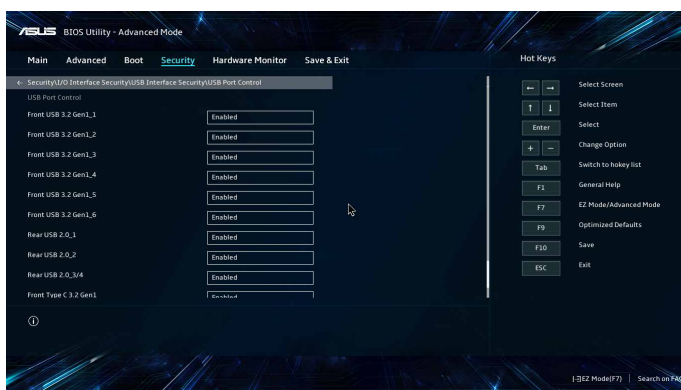 ASUS BIOS Utility - Advanced Mode
Main Advanced Boot Security Hardware Monitor Save & Exit Hot Keys
← Security\I/O Interface Security\USB Interface Security\USB Port Control
USB Port Control
Front USB 3.2 Gen1_1 Enabled
Front USB 3.2 Gen1_2 Enabled
Front USB 3.2 Gen1_3 Enabled
Front USB 3.2 Gen1_4 Enabled
Front USB 3.2 Gen1_5 Enabled
Front USB 3.2 Gen1_6 Enabled
Rear USB 2.0_1 Enabled
Rear USB 2.0_2 Enabled
Rear USB 2.0_3/4 Enabled
Front Type C 3.2 Gen1 Enabled
← → Select Screen
↑ ↓ Select Item
Enter Select
+ − Change Option
Tab Switch to hokey list
F1 General Help
F7 EZ Mode/Advanced Mode
F9 Optimized Defaults
F10 Save
ESC Exit
EZ Mode(F7) | Search on FAQ